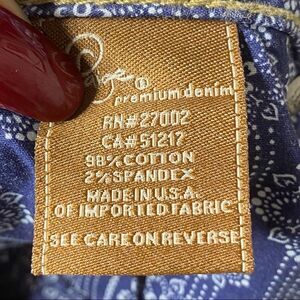 ®
premium denim
RN#27002
CA#51217
98%COTTON
2%SPANDEX
MADE IN U.S.A.
OF IMPORTED FABRIC
SEE CARE ON REVERSE